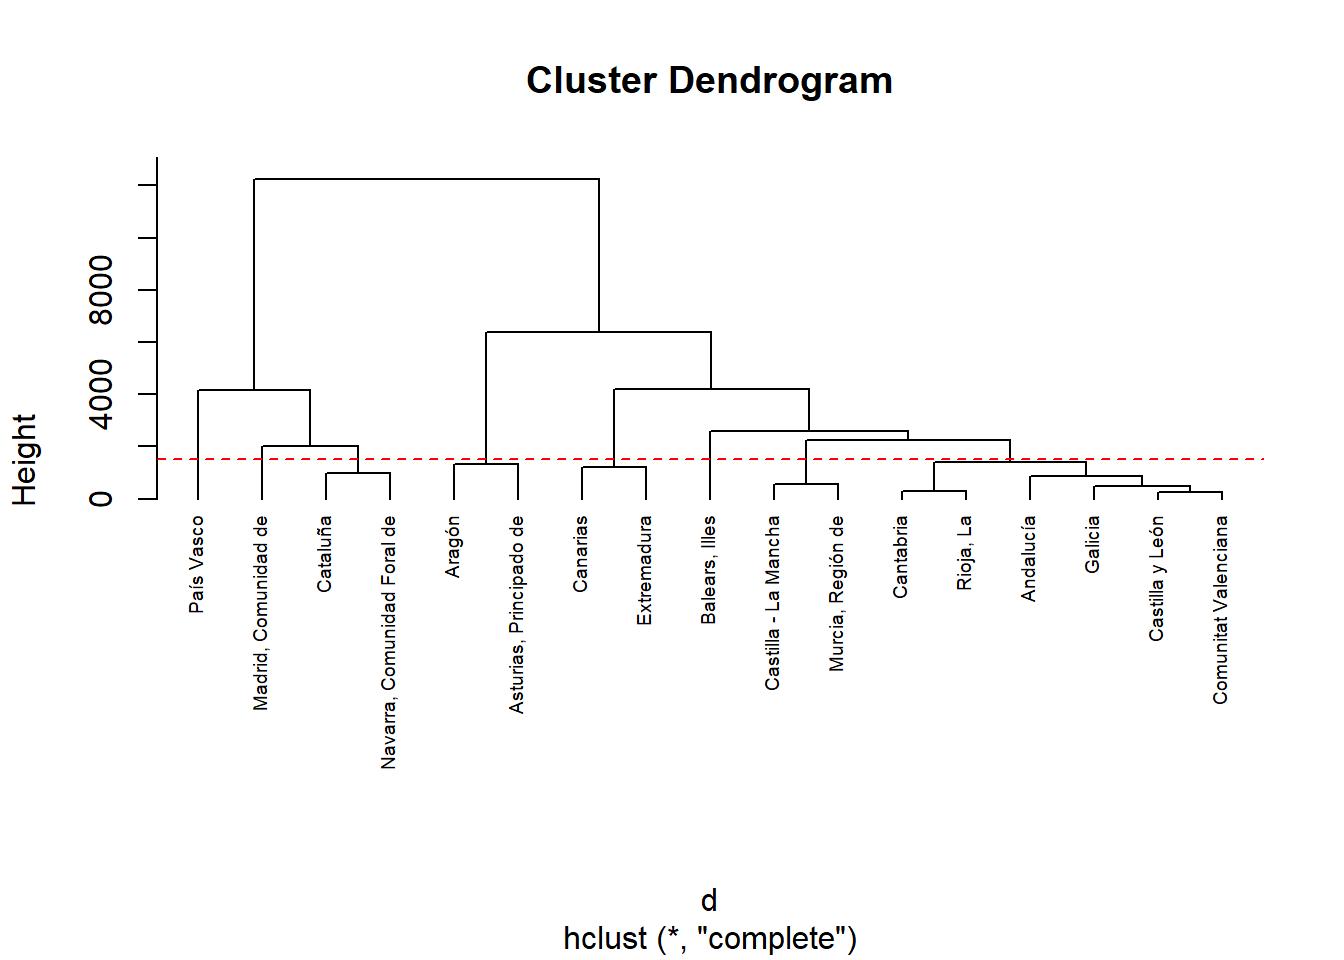 Cluster Dendrogram
Height
0
4000
8000
País Vasco
Madrid, Comunidad de
Cataluña
Navarra, Comunidad Foral de
Aragón
Asturias, Principado de
Canarias
Extremadura
Balears, Illes
Castilla - La Mancha
Murcia, Región de
Cantabria
Rioja, La
Andalucía
Galicia
Castilla y León
Comunitat Valenciana
d
hclust (*, "complete")